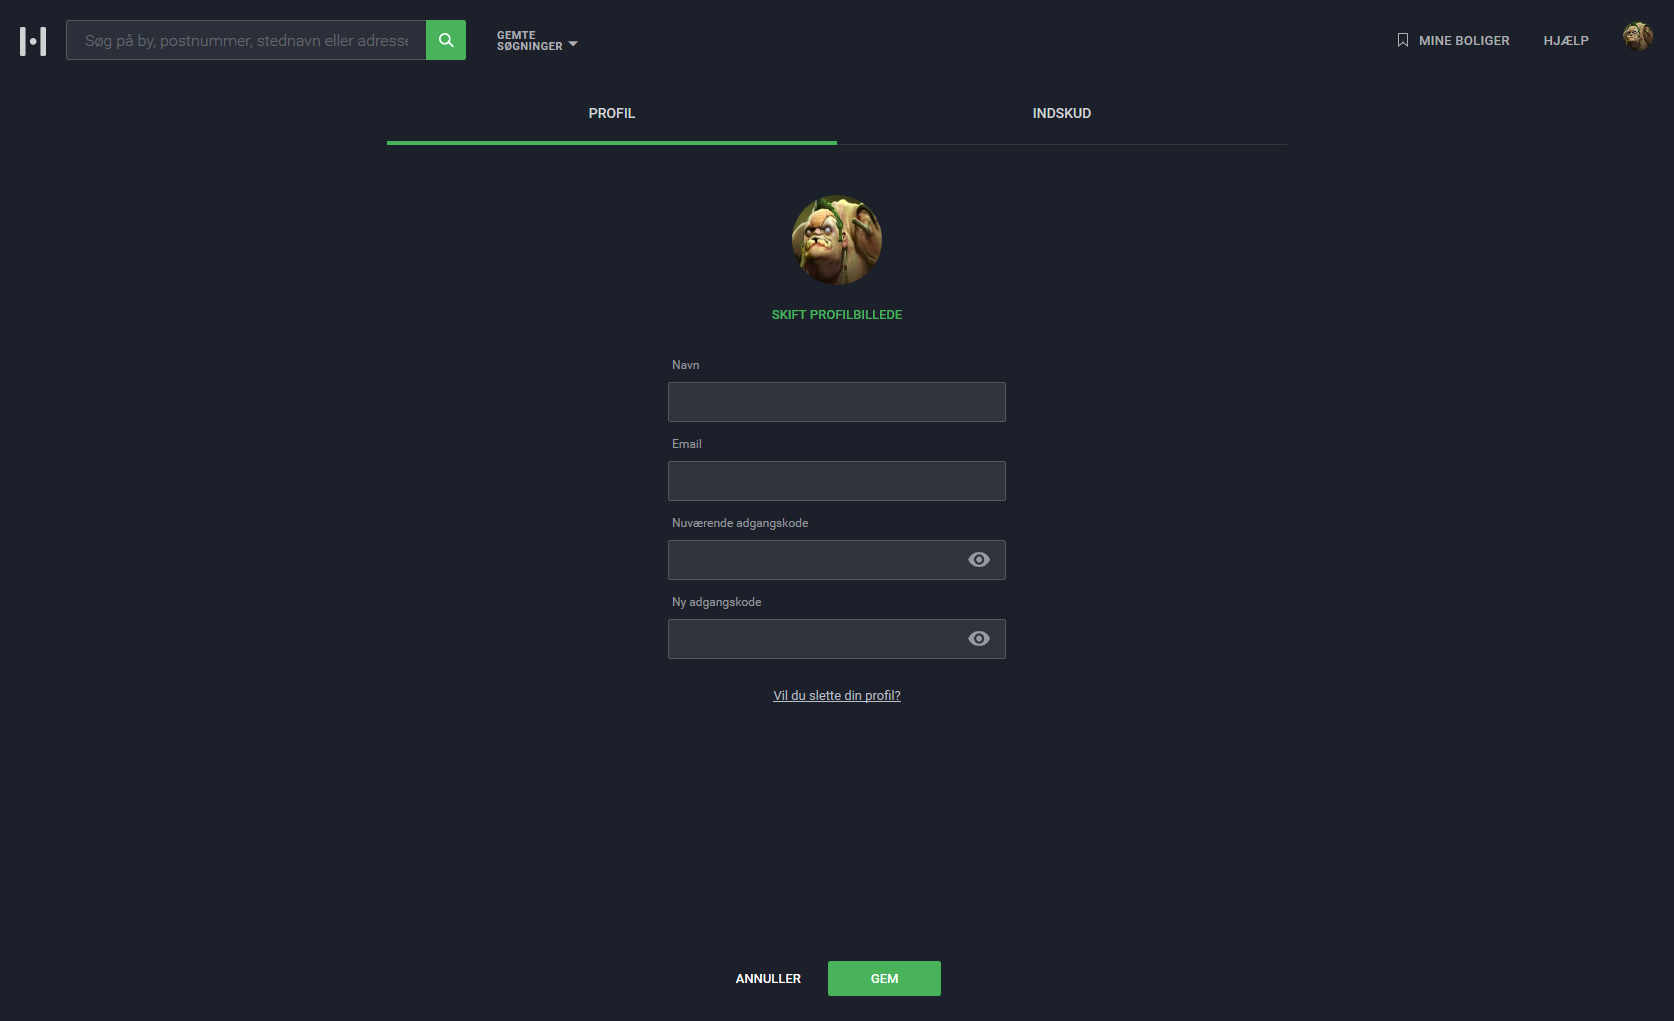 Søg på by, postnummer, stednavn eller adresse
GEMTE
SØGNINGER
MINE BOLIGER
HJÆLP
PROFIL
INDSKUD
SKIFT PROFILBILLEDE
Navn
Email
Nuværende adgangskode
Ny adgangskode
Vil du slette din profil?
ANNULLER
GEM